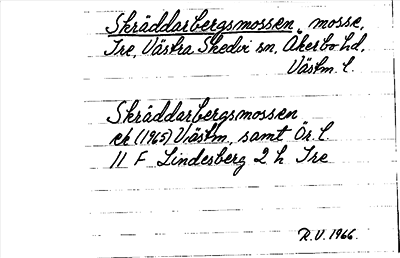 Skräddarbergsmossen, mosse,
Ire, Västra Skedvi sn, Åkerbo hd,
Västm. l.
Skräddarbergsmossen
ek (1965) Västm. samt Ör. l.
11 F Lindesberg 2 h Ire
R.V. 1966.